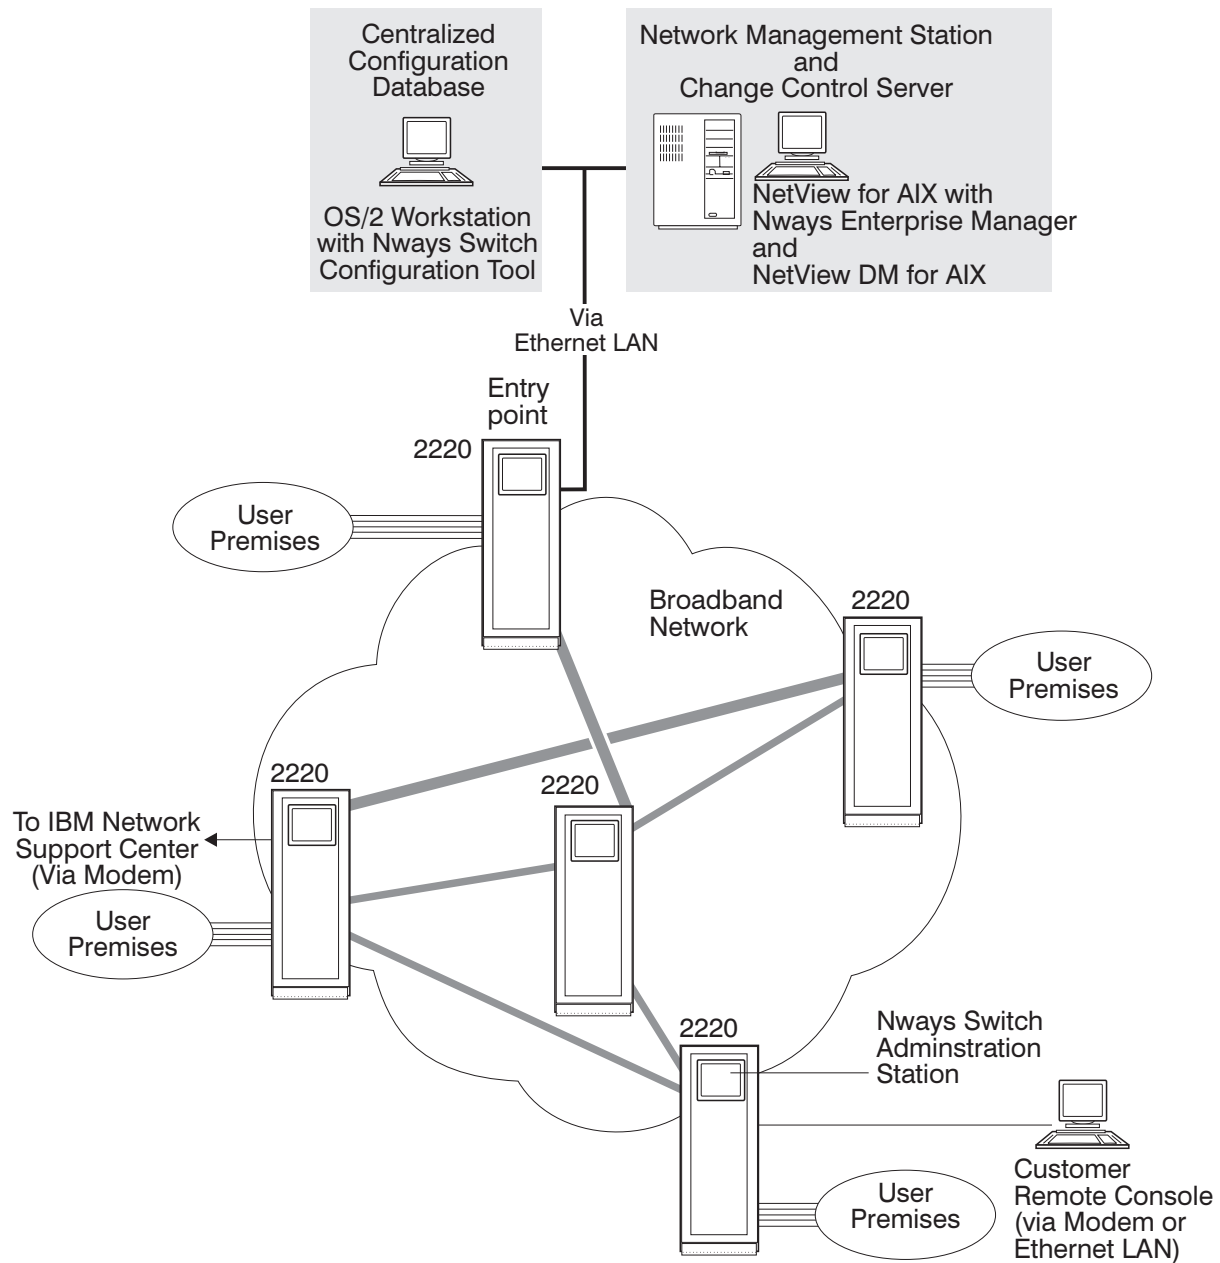 Centralized
Configuration
Database
OS/2 Workstation
with Nways Switch
Configuration Tool
Network Management Station
and
Change Control Server
NetView for AIX with
Nways Enterprise Manager
and
NetView DM for AIX
Via
Ethernet LAN
Entry
point
2220
User
Premises
Broadband
Network
2220
User
Premises
2220
2220
To IBM Network
Support Center
(Via Modem)
User
Premises
2220
Nways Switch
Adminstration
Station
Customer
Remote Console
(via Modem or
Ethernet LAN)
User
Premises